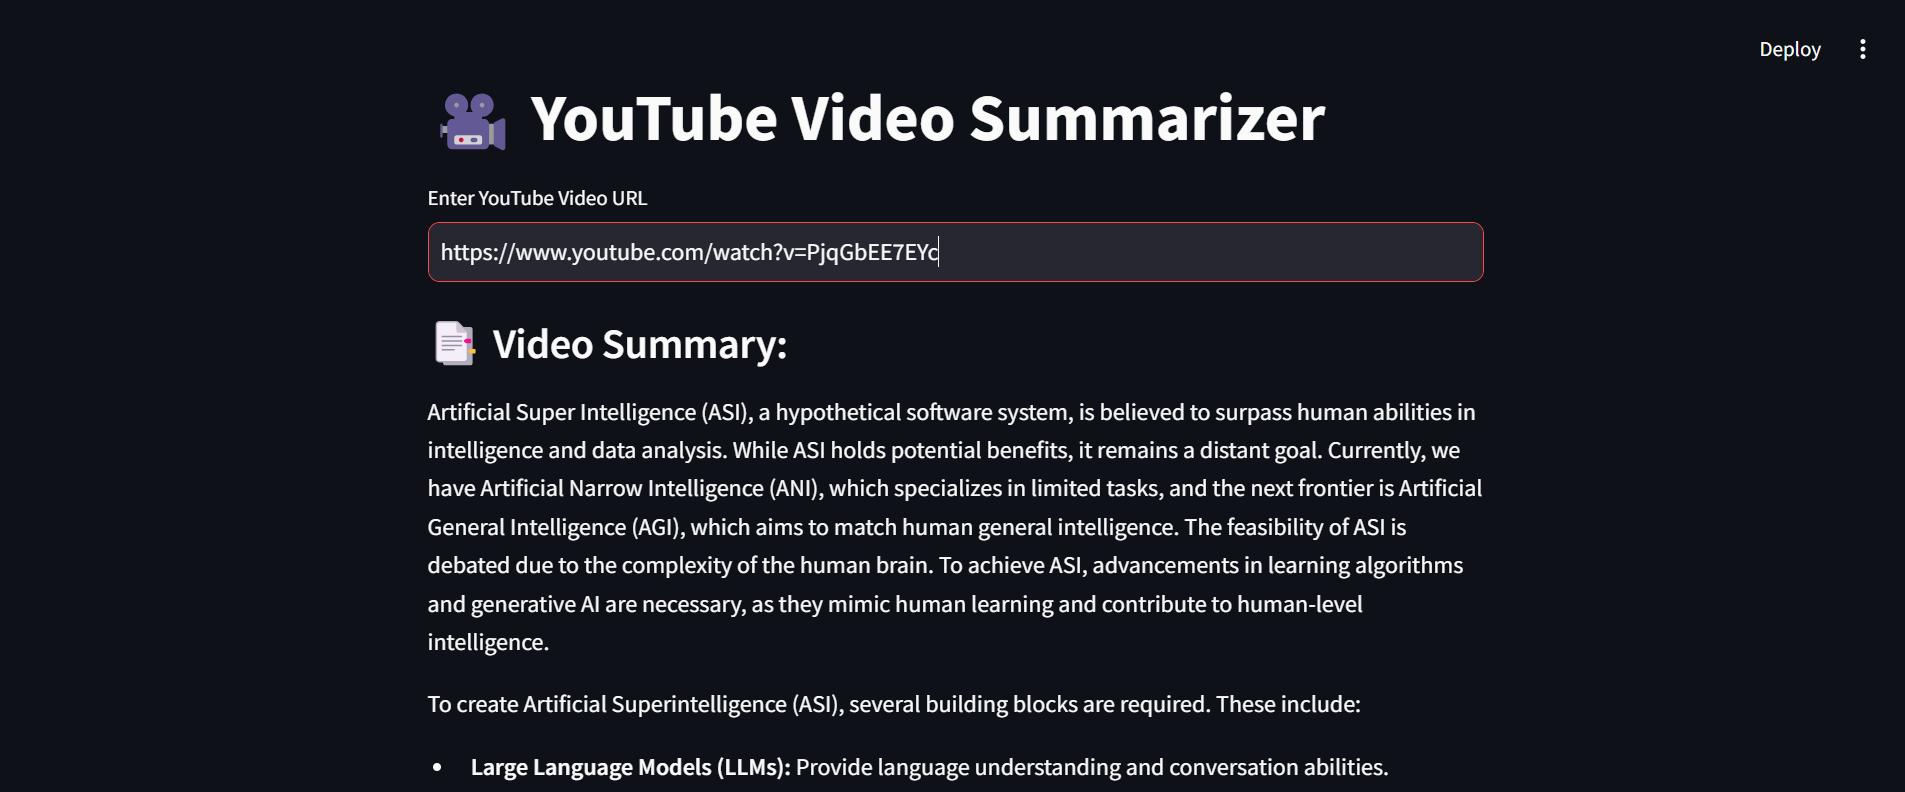 Deploy
YouTube Video Summarizer
Enter YouTube Video URL
https://www.youtube.com/watch?v=PjqGbEE7EYc
Video Summary:
Artificial Super Intelligence (ASI), a hypothetical software system, is believed to surpass human abilities in
intelligence and data analysis. While ASI holds potential benefits, it remains a distant goal. Currently, we
have Artificial Narrow Intelligence (ANI), which specializes in limited tasks, and the next frontier is Artificial
General Intelligence (AGI), which aims to match human general intelligence. The feasibility of ASI is
debated due to the complexity of the human brain. To achieve ASI, advancements in learning algorithms
and generative AI are necessary, as they mimic human learning and contribute to human-level
intelligence.
To create Artificial Superintelligence (ASI), several building blocks are required. These include:
• Large Language Models (LLMs): Provide language understanding and conversation abilities.